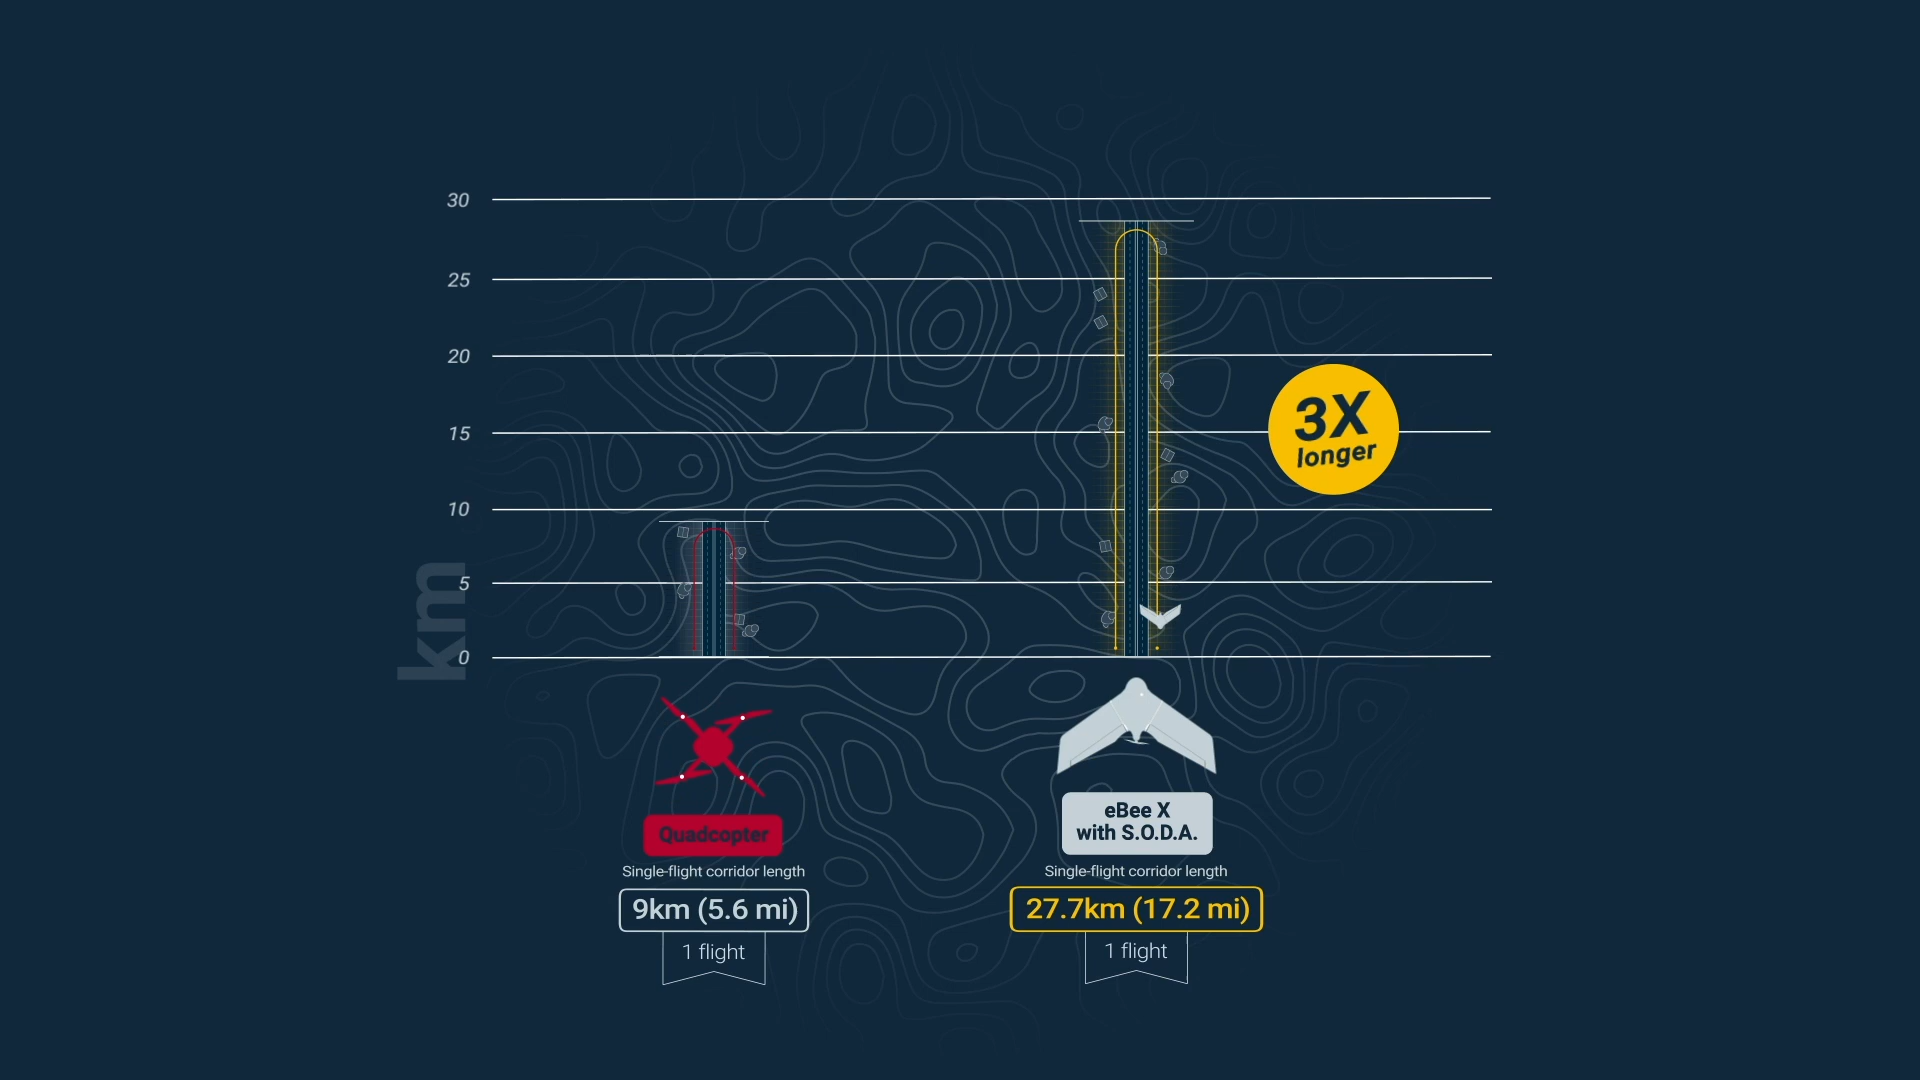 30
25
20
15
10
5
0
km
3X
longer
Quadcopter
Single-flight corridor length
9km (5.6 mi)
1 flight
eBee X
with S.O.D.A.
Single-flight corridor length
27.7km (17.2 mi)
1 flight